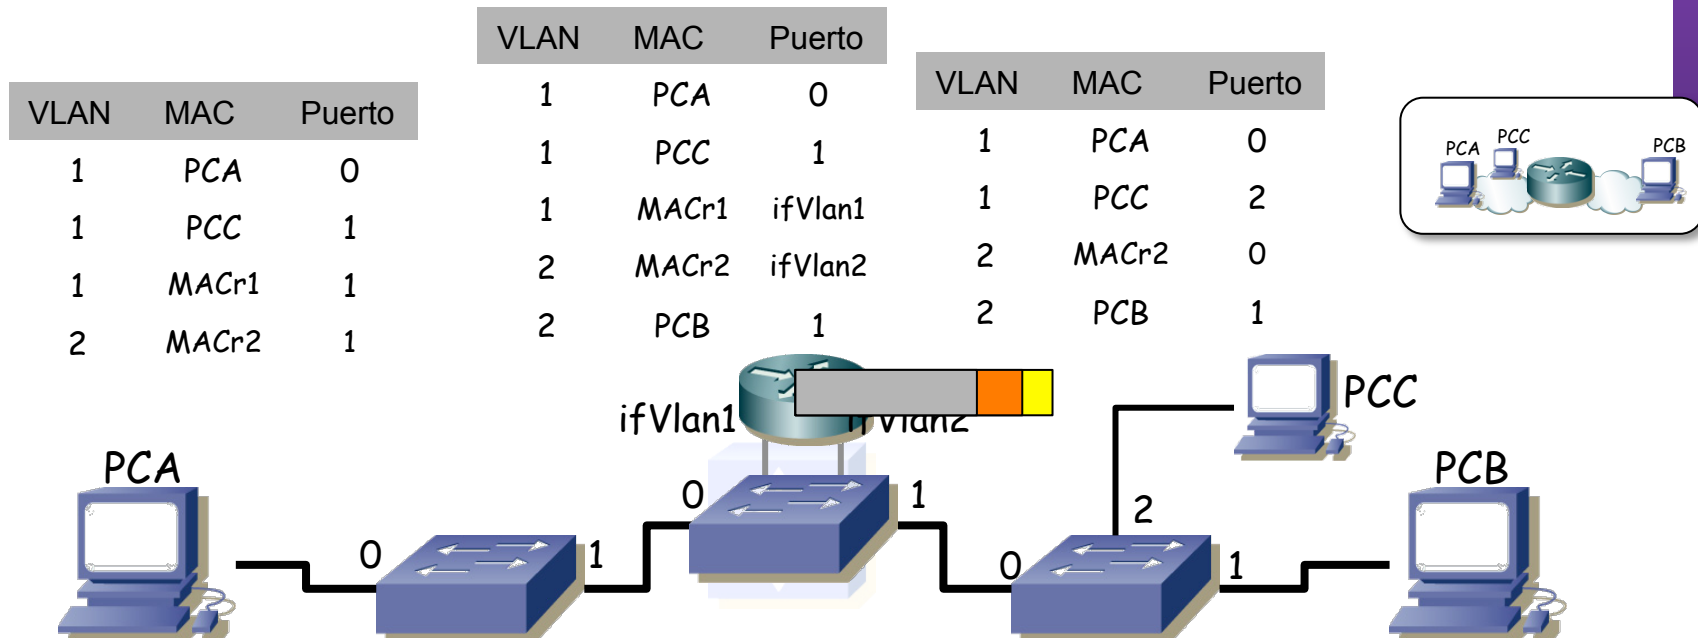 VLAN MAC Puerto
1 PCA 0
1 PCC 1
1 MACr1 1
2 MACr2 1
VLAN MAC Puerto
1 PCA 0
1 PCC 1
1 MACr1 ifVlan1
2 MACr2 ifVlan2
2 PCB 1
VLAN MAC Puerto
1 PCA 0
1 PCC 2
2 MACr2 0
2 PCB 1
PCA PCC PCB
ifVlan1 ifVlan2
PCC
PCA
PCB
0 1
0 1
0 2 1